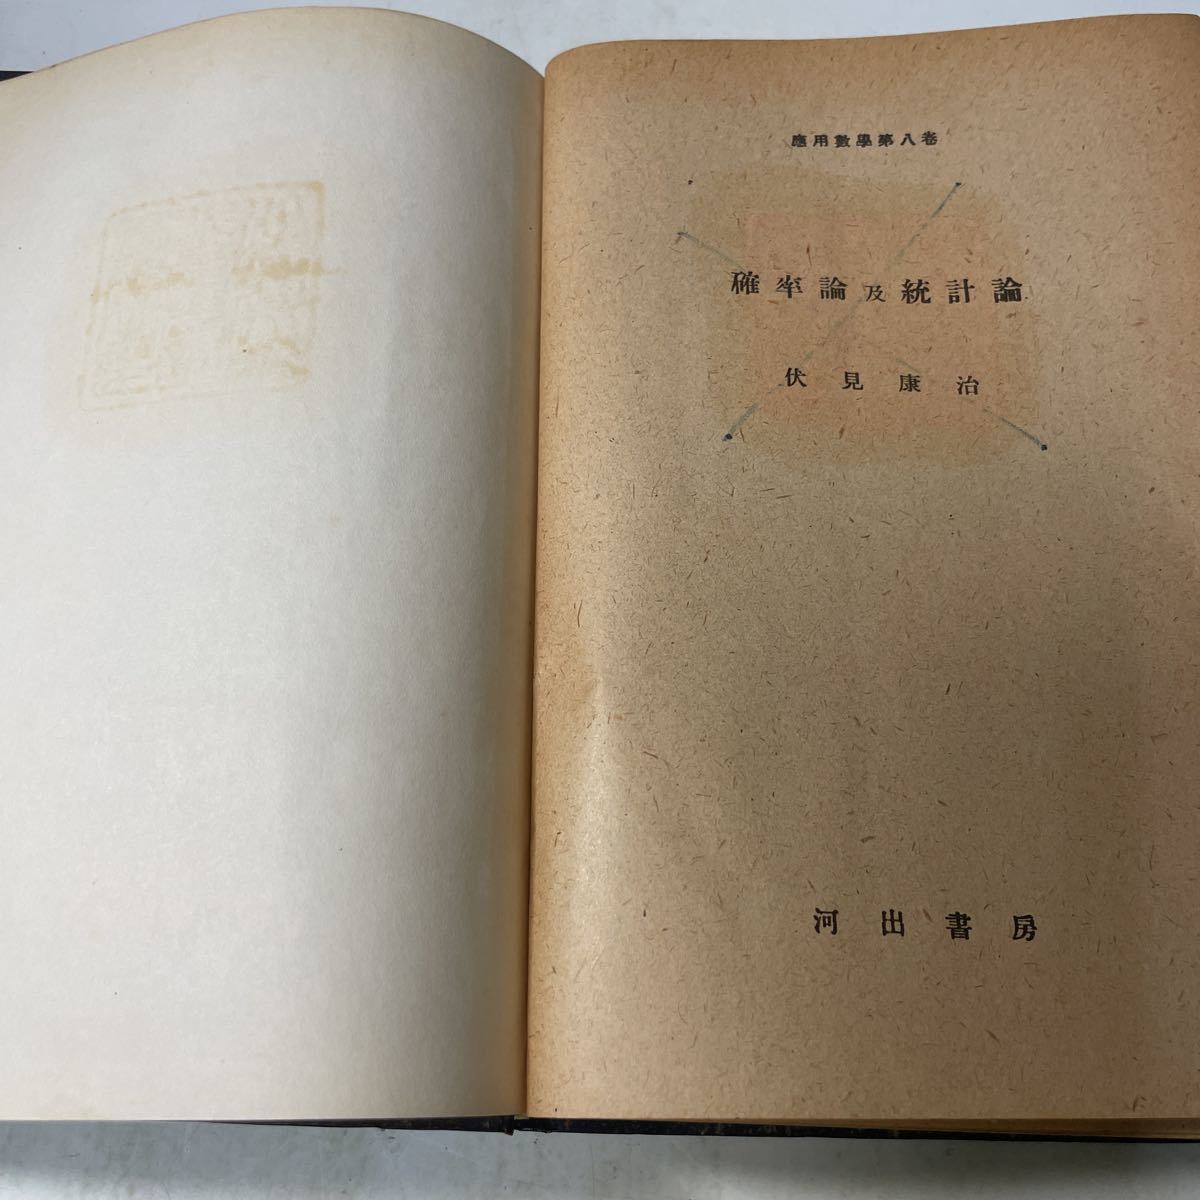 應用數學第八卷
確率論及統計論
伏見康治
河出書房